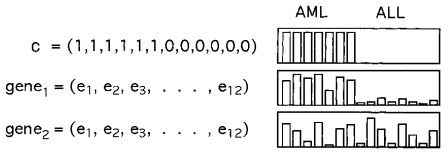 AML ALL
c = (1,1,1,1,1,1,0,0,0,0,0,0)
gene₁ = (e₁, e₂, e₃, . . . . , e₁₂)
gene₂ = (e₁, e₂, e₃, . . . . , e₁₂)